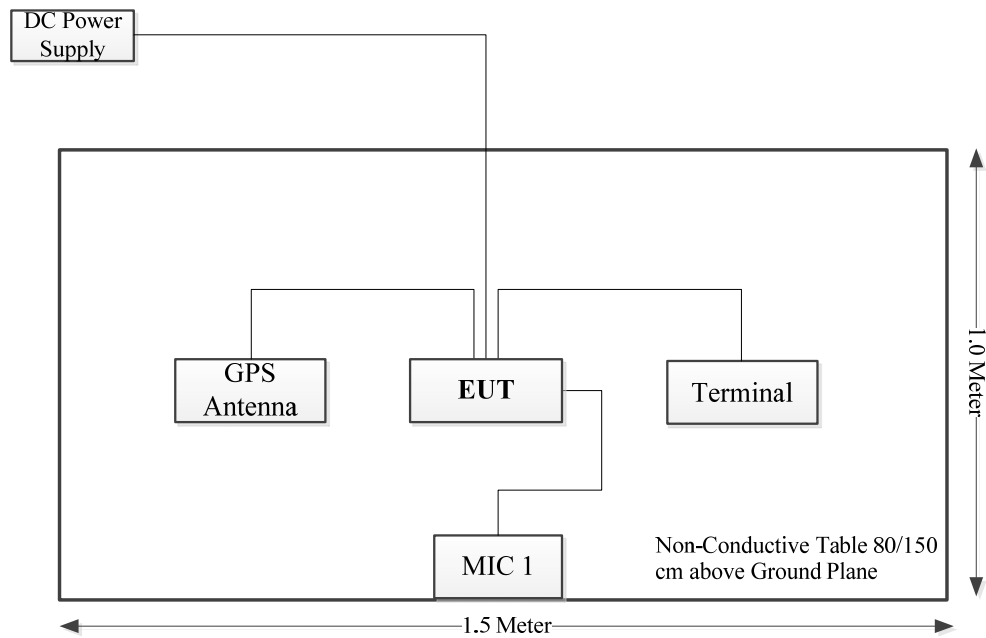 DC Power
Supply
GPS
Antenna
EUT
Terminal
1.0 Meter
MIC 1
Non-Conductive Table 80/150
cm above Ground Plane
1.5 Meter